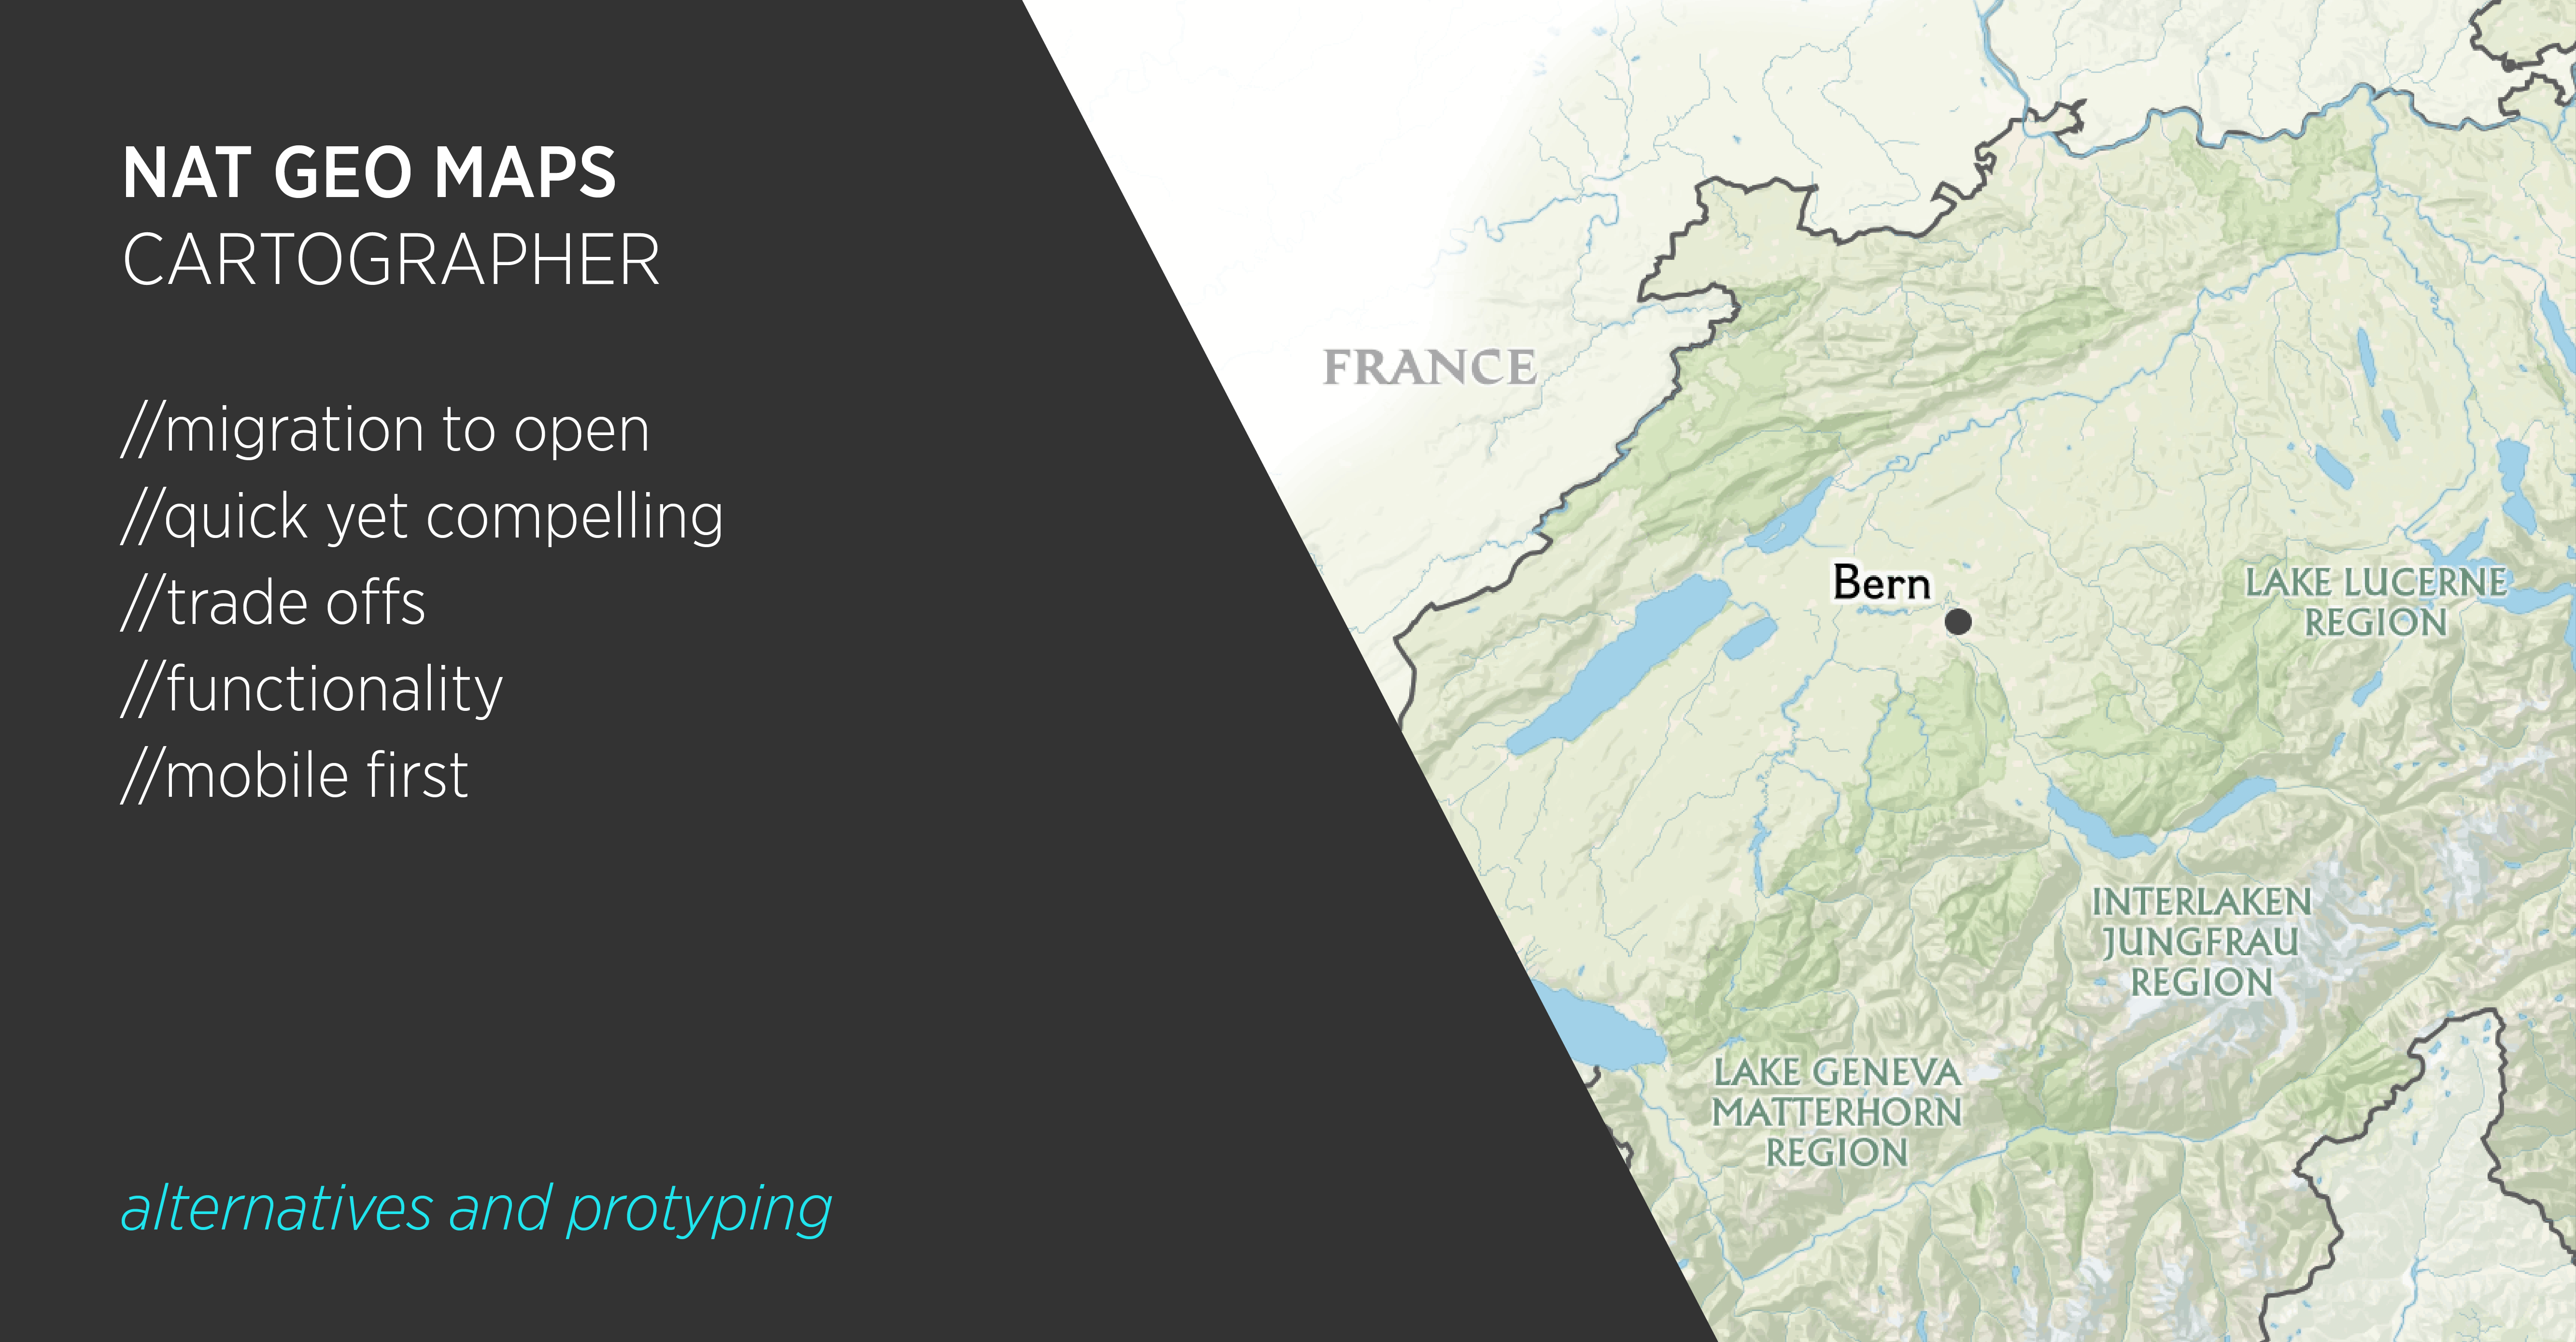 NAT GEO MAPS
CARTOGRAPHER
//migration to open
//quick yet compelling
//trade offs
//functionality
//mobile first
alternatives and protyping
FRANCE
Bern
LAKE LUCERNE
REGION
INTERLAKEN
JUNGFRAU
REGION
LAKE GENEVA
MATTERHORN
REGION